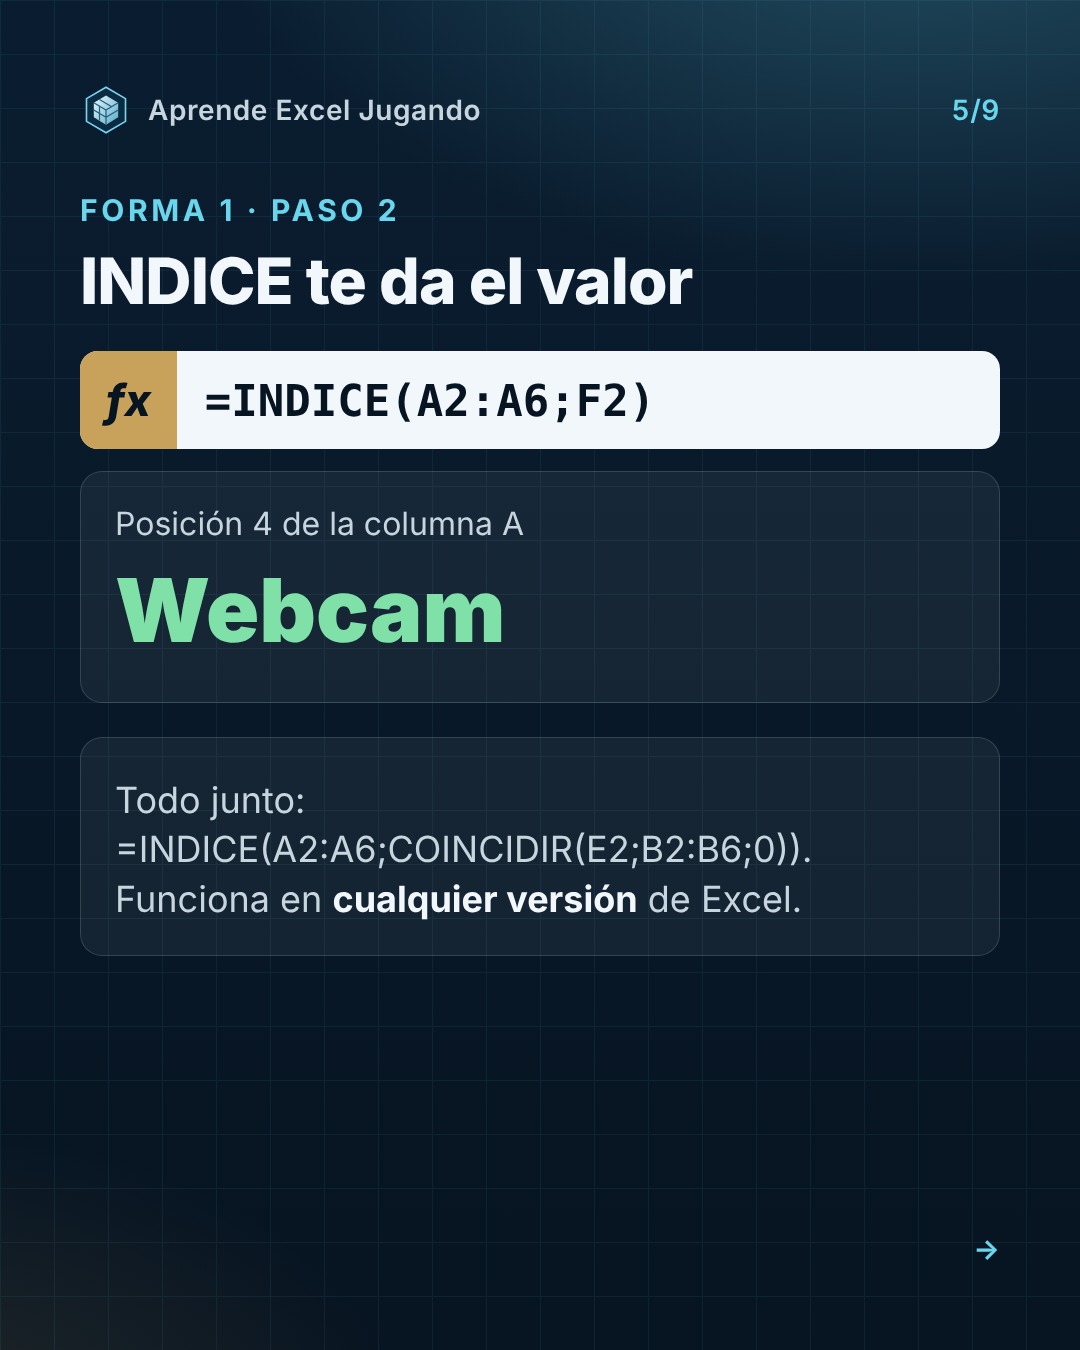 Aprende Excel Jugando
5/9
FORMA 1 · PASO 2
INDICE te da el valor
fx =INDICE(A2:A6;F2)
Posición 4 de la columna A
Webcam
Todo junto:
=INDICE(A2:A6;COINCIDIR(E2;B2:B6;0)).
Funciona en cualquier versión de Excel.
→